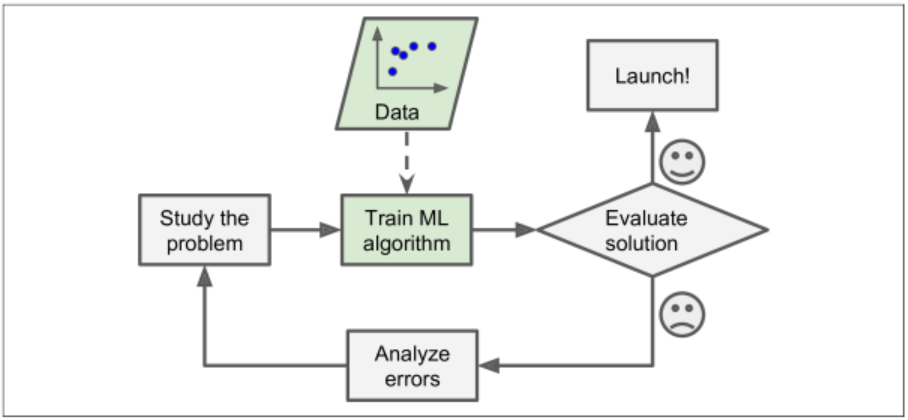 Data
Launch!
Study the
problem
Train ML
algorithm
Evaluate
solution
Analyze
errors